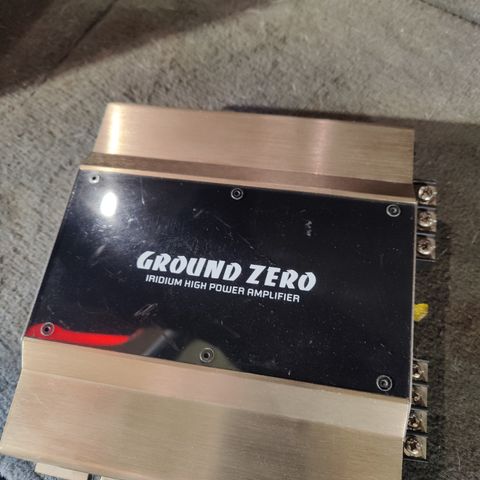 GROUND ZERO
IRIDIUM HIGH POWER AMPLIFIER